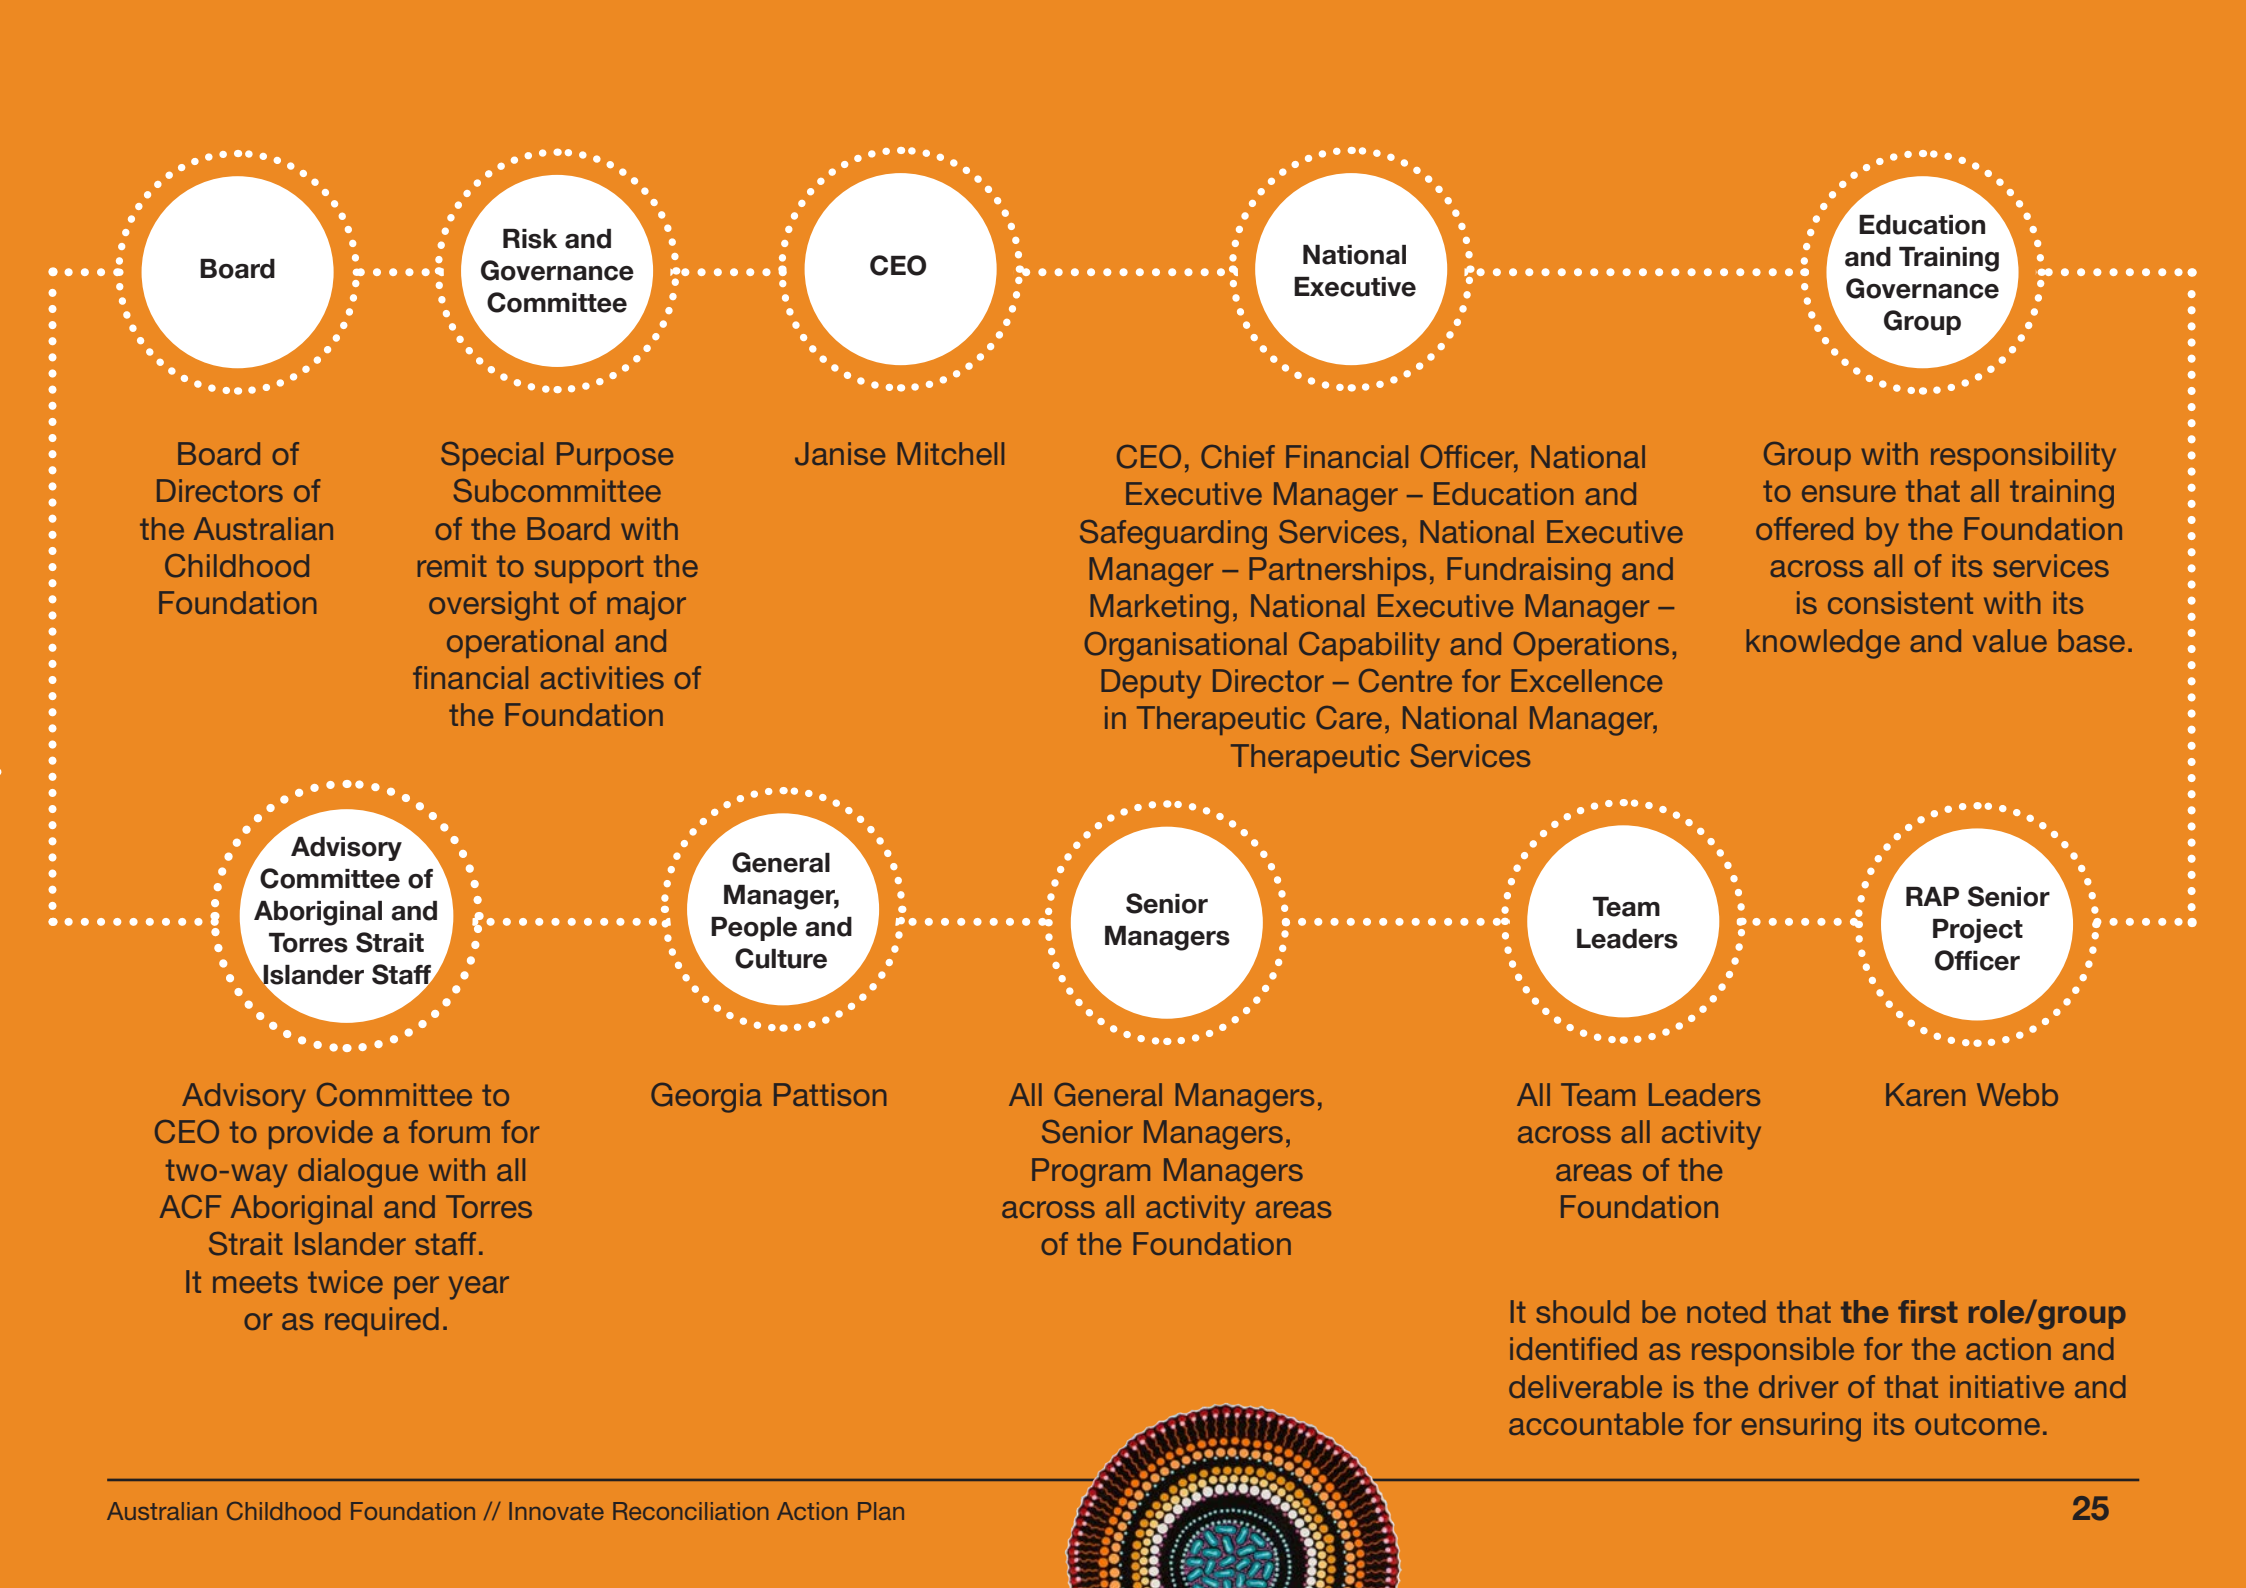 Board
Board of
Directors of
the Australian
Childhood
Foundation
Risk and
Governance
Committee
Special Purpose
Subcommittee
of the Board with
remit to support the
oversight of major
operational and
financial activities of
the Foundation
CEO
Janise Mitchell
National
Executive
CEO, Chief Financial Officer, National
Executive Manager – Education and
Safeguarding Services, National Executive
Manager – Partnerships, Fundraising and
Marketing, National Executive Manager –
Organisational Capability and Operations,
Deputy Director – Centre for Excellence
in Therapeutic Care, National Manager,
Therapeutic Services
Education
and Training
Governance
Group
Group with responsibility
to ensure that all training
offered by the Foundation
across all of its services
is consistent with its
knowledge and value base.
Advisory
Committee of
Aboriginal and
Torres Strait
Islander Staff
Advisory Committee to
CEO to provide a forum for
two-way dialogue with all
ACF Aboriginal and Torres
Strait Islander staff.
It meets twice per year
or as required.
General
Manager,
People and
Culture
Georgia Pattison
Senior
Managers
All General Managers,
Senior Managers,
Program Managers
across all activity areas
of the Foundation
Team
Leaders
All Team Leaders
across all activity
areas of the
Foundation
RAP Senior
Project
Officer
Karen Webb
It should be noted that the first role/group
identified as responsible for the action and
deliverable is the driver of that initiative and
accountable for ensuring its outcome.
Australian Childhood Foundation // Innovate Reconciliation Action Plan
25